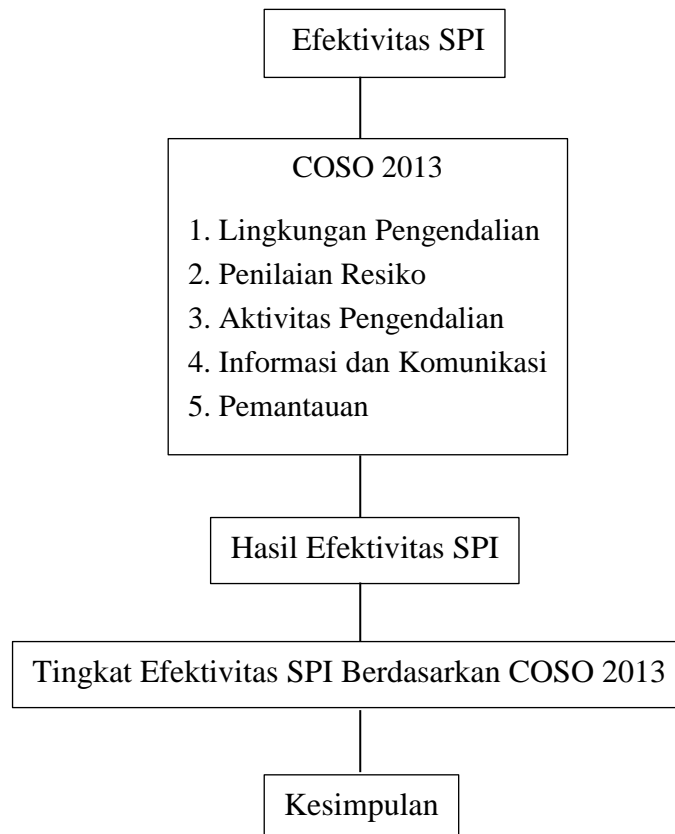 Efektivitas SPI
COSO 2013
1. Lingkungan Pengendalian
2. Penilaian Resiko
3. Aktivitas Pengendalian
4. Informasi dan Komunikasi
5. Pemantauan
Hasil Efektivitas SPI
Tingkat Efektivitas SPI Berdasarkan COSO 2013
Kesimpulan